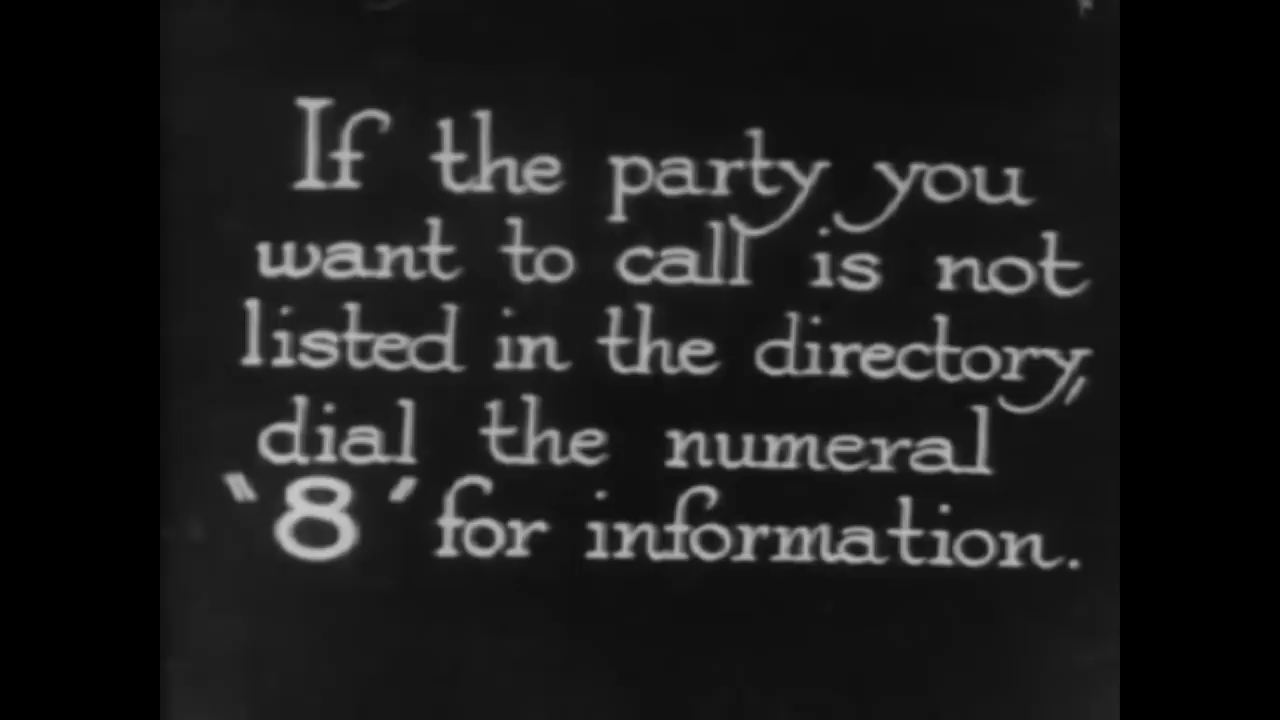 If the party you
want to call is not
listed in the directory,
dial the numeral
"8" for information.